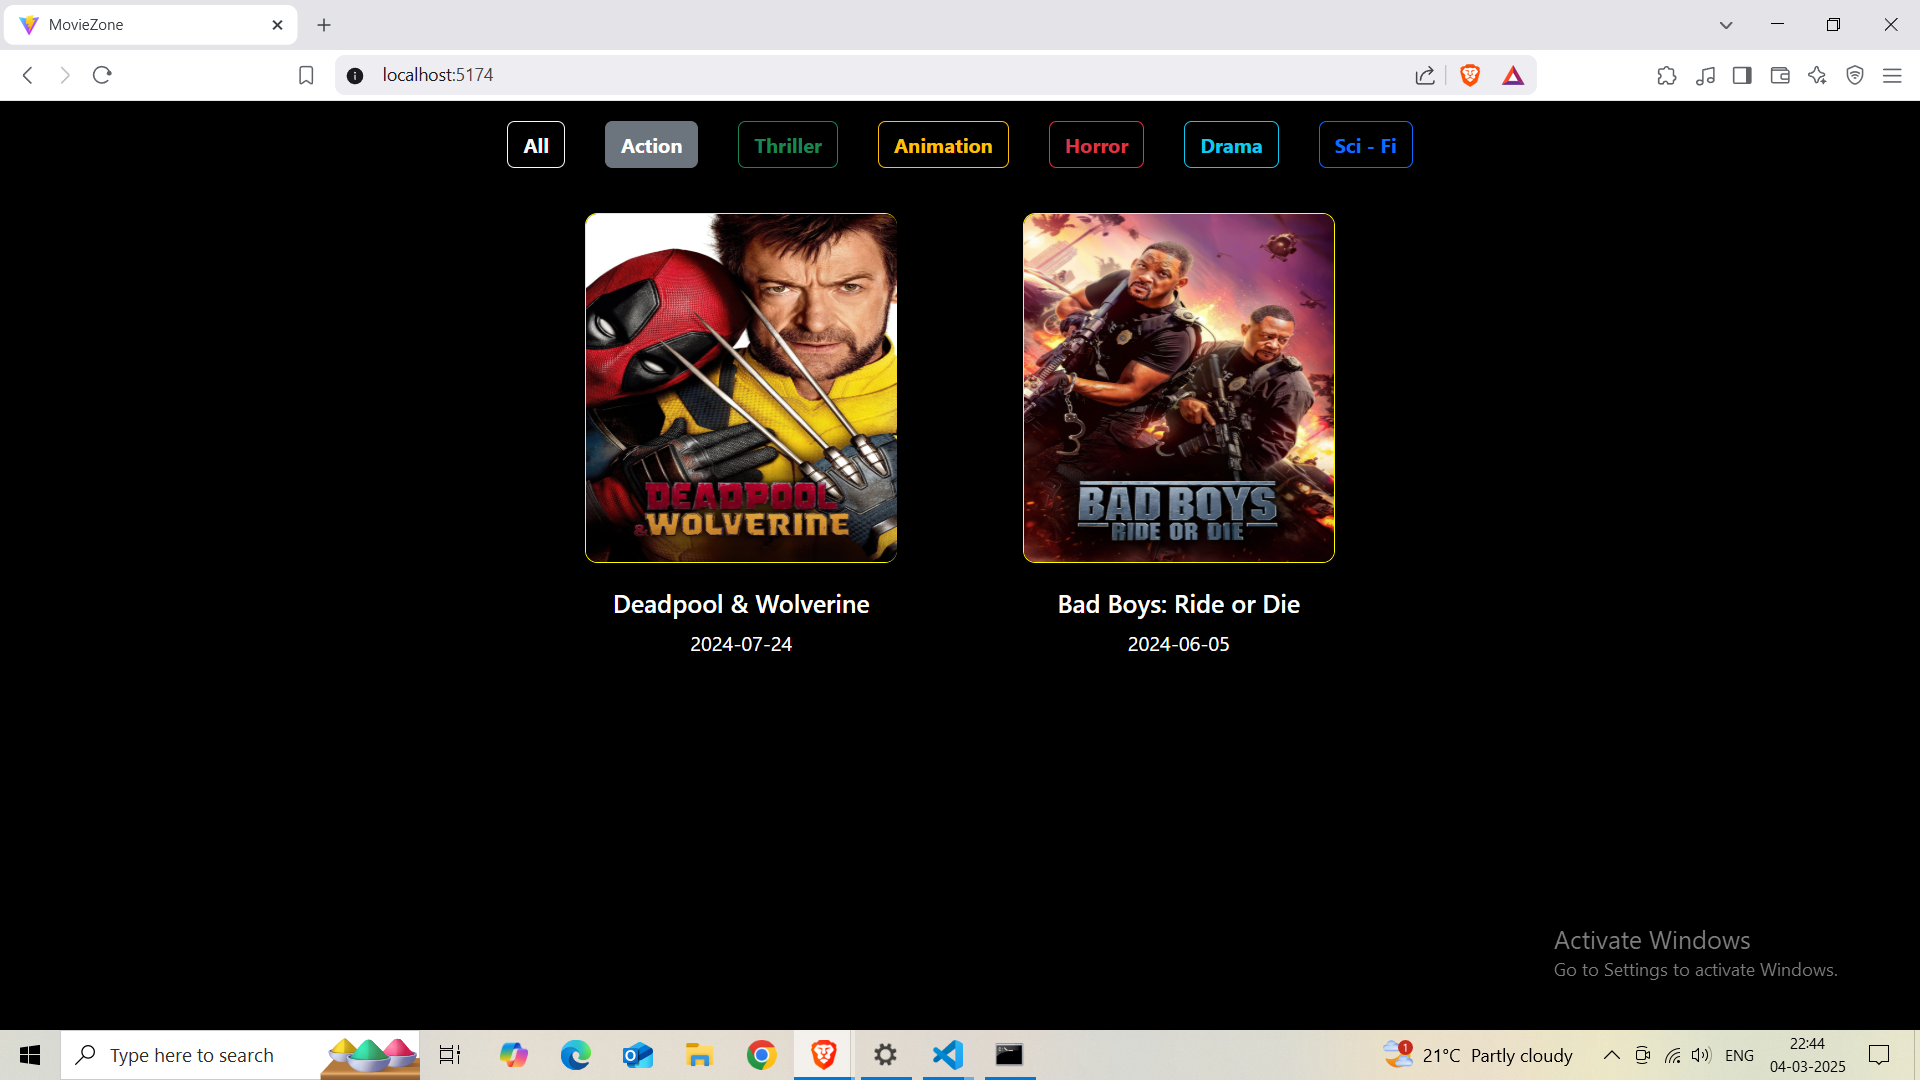 MovieZone
localhost:5174
All Action Thriller Animation Horror Drama Sci - Fi
DEADPOOL
& WOLVERINE
BAD BOYS
RIDE OR DIE
Deadpool & Wolverine
2024-07-24
Bad Boys: Ride or Die
2024-06-05
Activate Windows
Go to Settings to activate Windows.
Type here to search
1
21°C Partly cloudy
ENG
22:44
04-03-2025